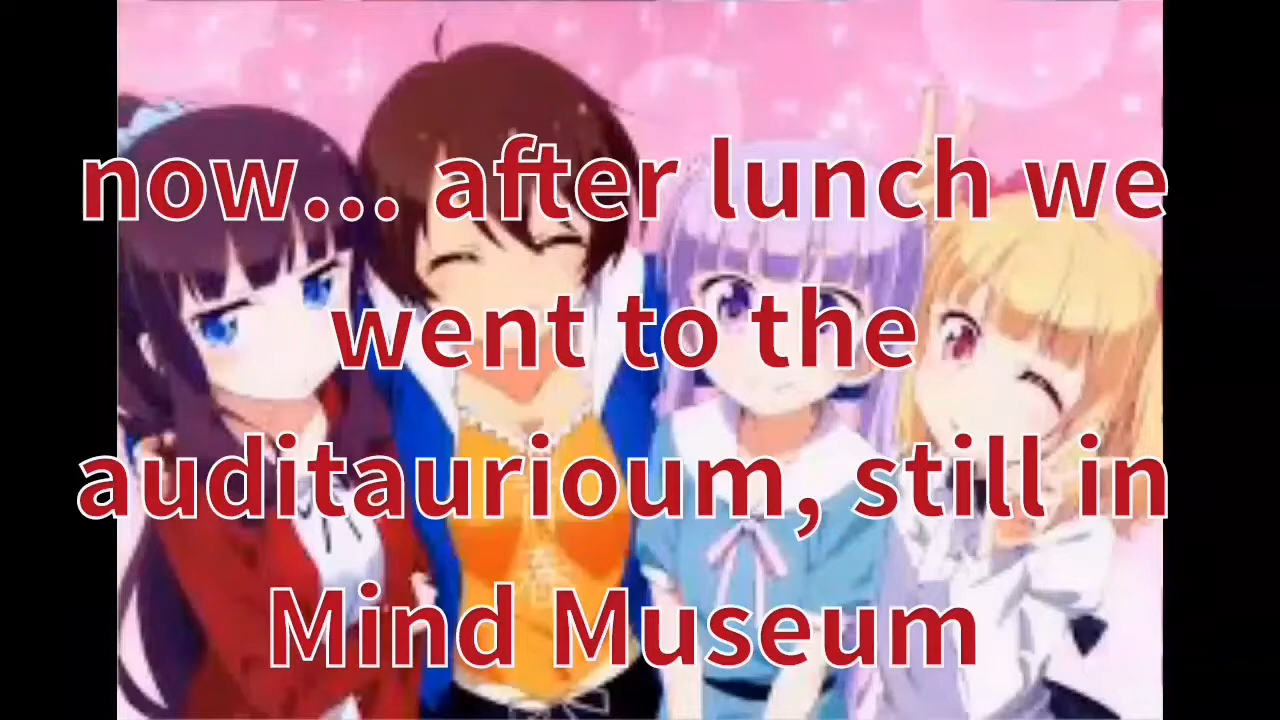 now... after lunch we
went to the
auditaurioum, still in
Mind Museum